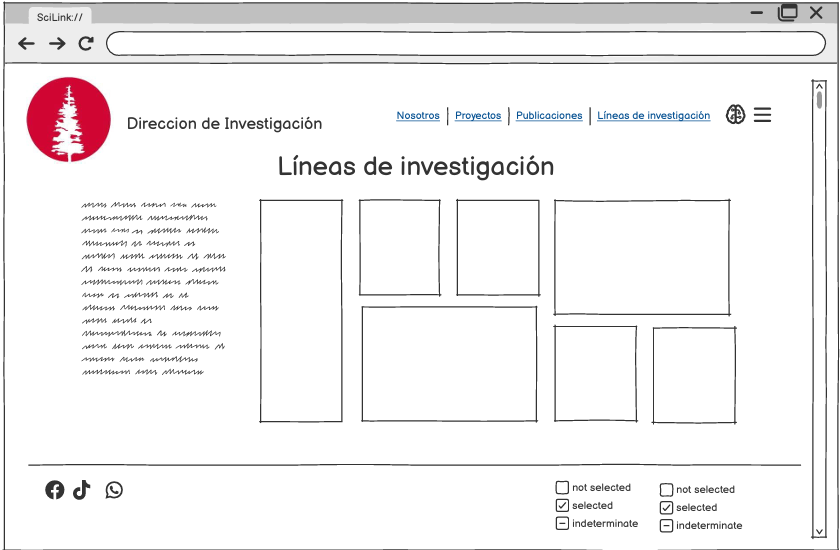 SciLink://
Direccion de Investigación
Nosotros
Proyectos
Publicaciones
Líneas de investigación
Líneas de investigación
not selected
selected
indeterminate
not selected
selected
indeterminate